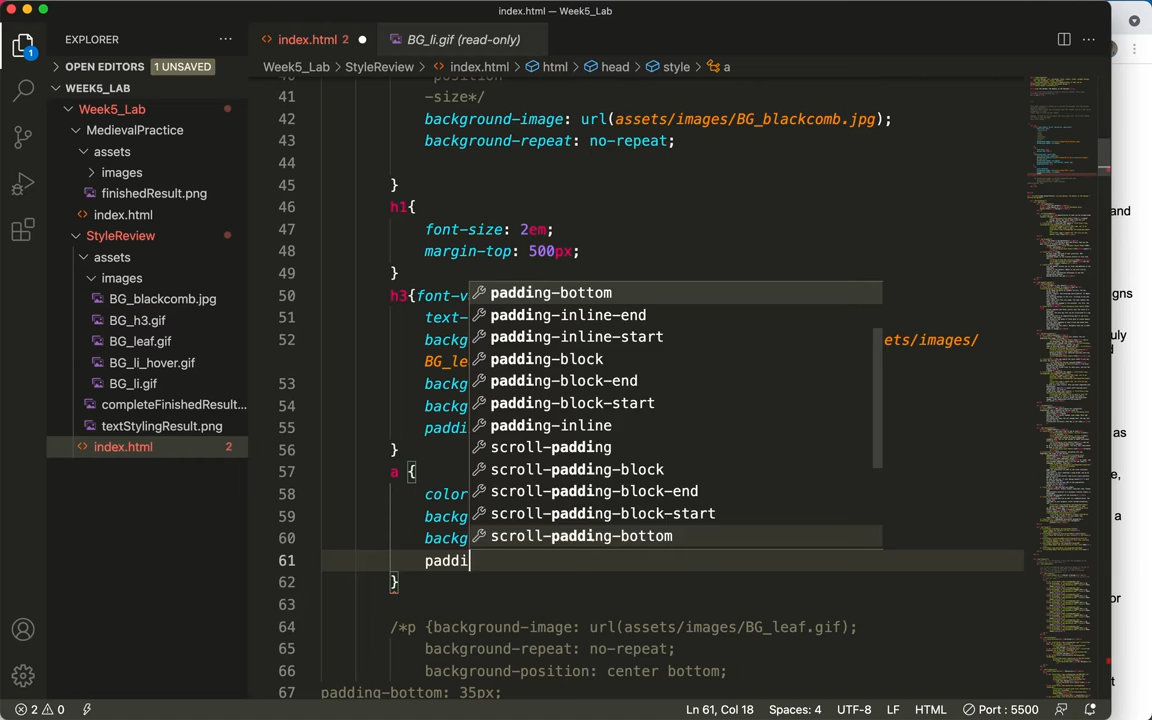 index.html — Week5_Lab
EXPLORER
index.html 2
BG_li.gif (read-only)
OPEN EDITORS 1 UNSAVED
Week5_Lab > StyleReview > index.html > html > head > style > a
WEEK5_LAB
Week5_Lab
MedievalPractice
assets
images
finishedResult.png
index.html
StyleReview
assets
images
BG_blackcomb.jpg
BG_h3.gif
BG_leaf.gif
BG_li_hover.gif
BG_li.gif
completeFinishedResult...
textStylingResult.png
index.html 2
position
41 -size*/
42 background-image: url(assets/images/BG_blackcomb.jpg);
43 background-repeat: no-repeat;
44
45 }
46 h1{
47 font-size: 2em;
48 margin-top: 500px;
49 }
50 h3{font-v
51 text-
52 backg ets/images/
BG_le
53 backg
54 backg
55 paddi
56 }
57 a {
58 color
59 backg
60 backg
61 paddi
62 }
63
64 /*p {background-image: url(assets/images/BG_leaf.gif);
65 background-repeat: no-repeat;
66 background-position: center bottom;
67 padding-bottom: 35px;
padding-bottom
padding-inline-end
padding-inline-start
padding-block
padding-block-end
padding-block-start
padding-inline
scroll-padding
scroll-padding-block
scroll-padding-block-end
scroll-padding-block-start
scroll-padding-bottom
and
gns
uly
d
as
e,
a
or
t
1
2 0
Ln 61, Col 18
Spaces: 4
UTF-8
LF
HTML
Port : 5500